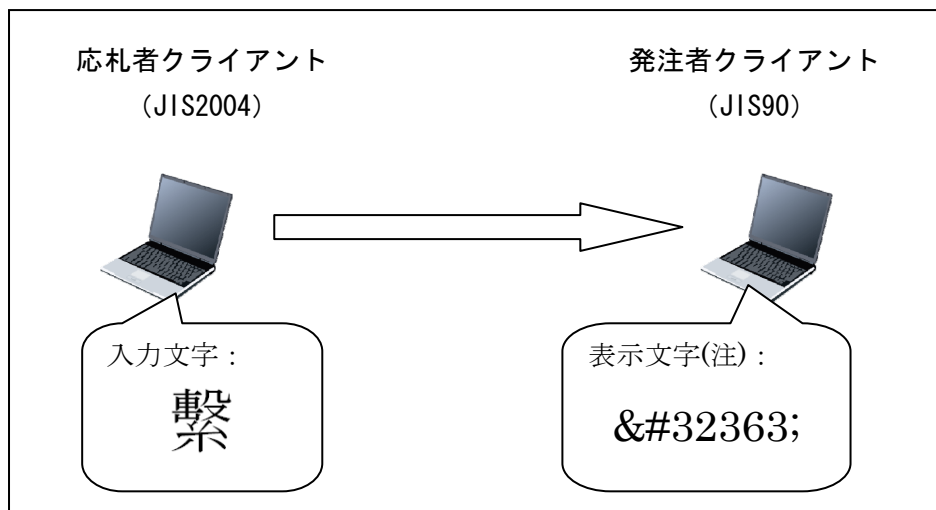 応札者クライアント
（JIS2004）
発注者クライアント
（JIS90）
入力文字：
繫
表示文字(注)：
&#32363;